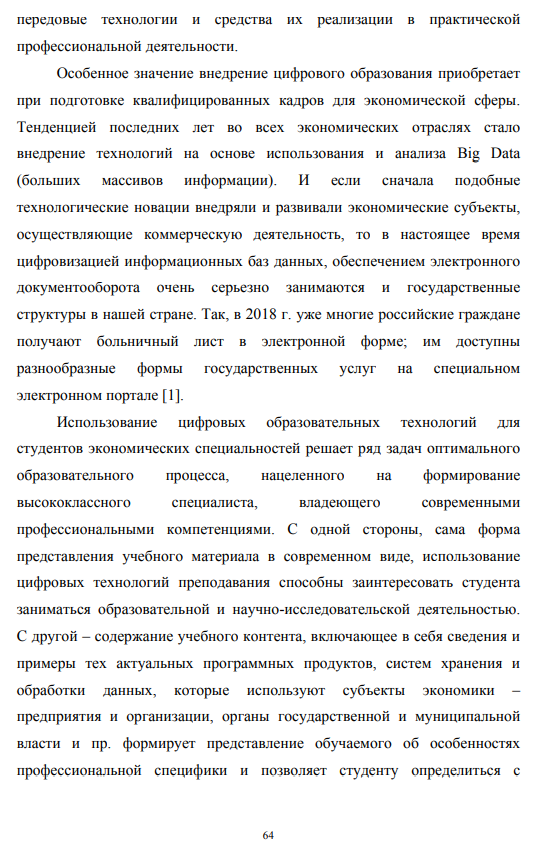 передовые технологии и средства их реализации в практической
профессиональной деятельности.
Особенное значение внедрение цифрового образования приобретает
при подготовке квалифицированных кадров для экономической сферы.
Тенденцией последних лет во всех экономических отраслях стало
внедрение технологий на основе использования и анализа Big Data
(больших массивов информации). И если сначала подобные
технологические новации внедряли и развивали экономические субъекты,
осуществляющие коммерческую деятельность, то в настоящее время
цифровизацией информационных баз данных, обеспечением электронного
документооборота очень серьезно занимаются и государственные
структуры в нашей стране. Так, в 2018 г. уже многие российские граждане
получают больничный лист в электронной форме; им доступны
разнообразные формы государственных услуг на специальном
электронном портале [1].
Использование цифровых образовательных технологий для
студентов экономических специальностей решает ряд задач оптимального
образовательного процесса, нацеленного на формирование
высококлассного специалиста, владеющего современными
профессиональными компетенциями. С одной стороны, сама форма
представления учебного материала в современном виде, использование
цифровых технологий преподавания способны заинтересовать студента
заниматься образовательной и научно-исследовательской деятельностью.
С другой – содержание учебного контента, включающее в себя сведения и
примеры тех актуальных программных продуктов, систем хранения и
обработки данных, которые используют субъекты экономики –
предприятия и организации, органы государственной и муниципальной
власти и пр. формирует представление обучаемого об особенностях
профессиональной специфики и позволяет студенту определиться с
64